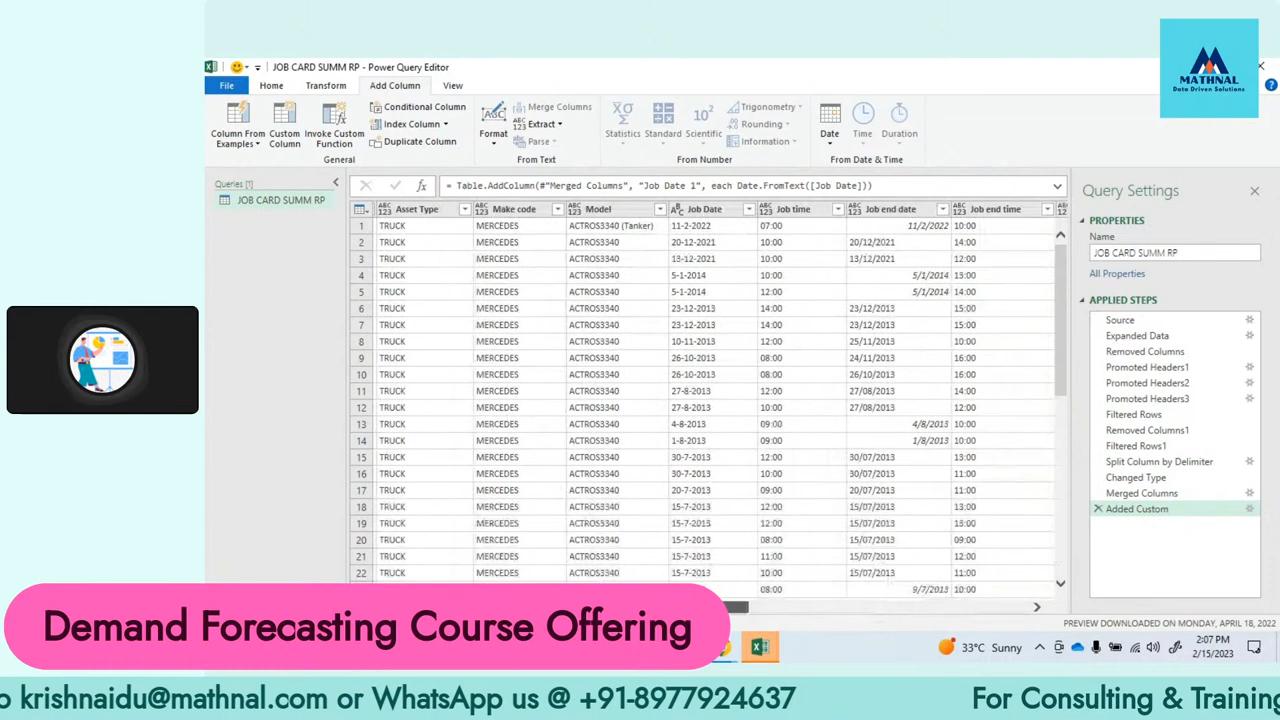 JOB CARD SUMM RP - Power Query Editor
File Home Transform Add Column View
Column From Examples
Custom Column
Invoke Custom Function
Conditional Column
Index Column
Duplicate Column
General
Format
Merge Columns
Extract
Parse
From Text
Statistics
Standard
Scientific
Trigonometry
Rounding
Information
From Number
Date
Time
Duration
From Date & Time
MATHNAL
Data Driven Solutions
Queries [1]
JOB CARD SUMM RP
= Table.AddColumn(#"Merged Columns", "Job Date 1", each Date.FromText([Job Date]))
Asset Type Make code Model Job Date Job time Job end date Job end time
1 TRUCK MERCEDES ACTROS3340 (Tanker) 11-2-2022 07:00 11/2/2022 10:00
2 TRUCK MERCEDES ACTROS3340 20-12-2021 10:00 20/12/2021 14:00
3 TRUCK MERCEDES ACTROS3340 13-12-2021 10:00 13/12/2021 12:00
4 TRUCK MERCEDES ACTROS3340 5-1-2014 10:00 5/1/2014 13:00
5 TRUCK MERCEDES ACTROS3340 5-1-2014 12:00 5/1/2014 14:00
6 TRUCK MERCEDES ACTROS3340 23-12-2013 14:00 23/12/2013 15:00
7 TRUCK MERCEDES ACTROS3340 23-12-2013 14:00 23/12/2013 15:00
8 TRUCK MERCEDES ACTROS3340 10-11-2013 12:00 25/11/2013 10:00
9 TRUCK MERCEDES ACTROS3340 26-10-2013 08:00 24/11/2013 16:00
10 TRUCK MERCEDES ACTROS3340 26-10-2013 08:00 26/10/2013 16:00
11 TRUCK MERCEDES ACTROS3340 27-8-2013 12:00 27/08/2013 14:00
12 TRUCK MERCEDES ACTROS3340 27-8-2013 10:00 27/08/2013 12:00
13 TRUCK MERCEDES ACTROS3340 4-8-2013 09:00 4/8/2013 10:00
14 TRUCK MERCEDES ACTROS3340 1-8-2013 09:00 1/8/2013 10:00
15 TRUCK MERCEDES ACTROS3340 30-7-2013 12:00 30/07/2013 13:00
16 TRUCK MERCEDES ACTROS3340 30-7-2013 10:00 30/07/2013 11:00
17 TRUCK MERCEDES ACTROS3340 20-7-2013 09:00 20/07/2013 11:00
18 TRUCK MERCEDES ACTROS3340 15-7-2013 12:00 15/07/2013 13:00
19 TRUCK MERCEDES ACTROS3340 15-7-2013 12:00 15/07/2013 13:00
20 TRUCK MERCEDES ACTROS3340 15-7-2013 08:00 15/07/2013 09:00
21 TRUCK MERCEDES ACTROS3340 15-7-2013 11:00 15/07/2013 12:00
22 TRUCK MERCEDES ACTROS3340 15-7-2013 10:00 15/07/2013 11:00
08:00 9/7/2013 10:00
Query Settings
PROPERTIES
Name
JOB CARD SUMM RP
All Properties
APPLIED STEPS
Source
Expanded Data
Removed Columns
Promoted Headers1
Promoted Headers2
Promoted Headers3
Filtered Rows
Removed Columns1
Filtered Rows1
Split Column by Delimiter
Changed Type
Merged Columns
Added Custom
PREVIEW DOWNLOADED ON MONDAY, APRIL 18, 2022
33°C Sunny
2:07 PM
2/15/2023
Demand Forecasting Course Offering
o krishnaidu@mathnal.com or WhatsApp us @ +91-8977924637 For Consulting & Training